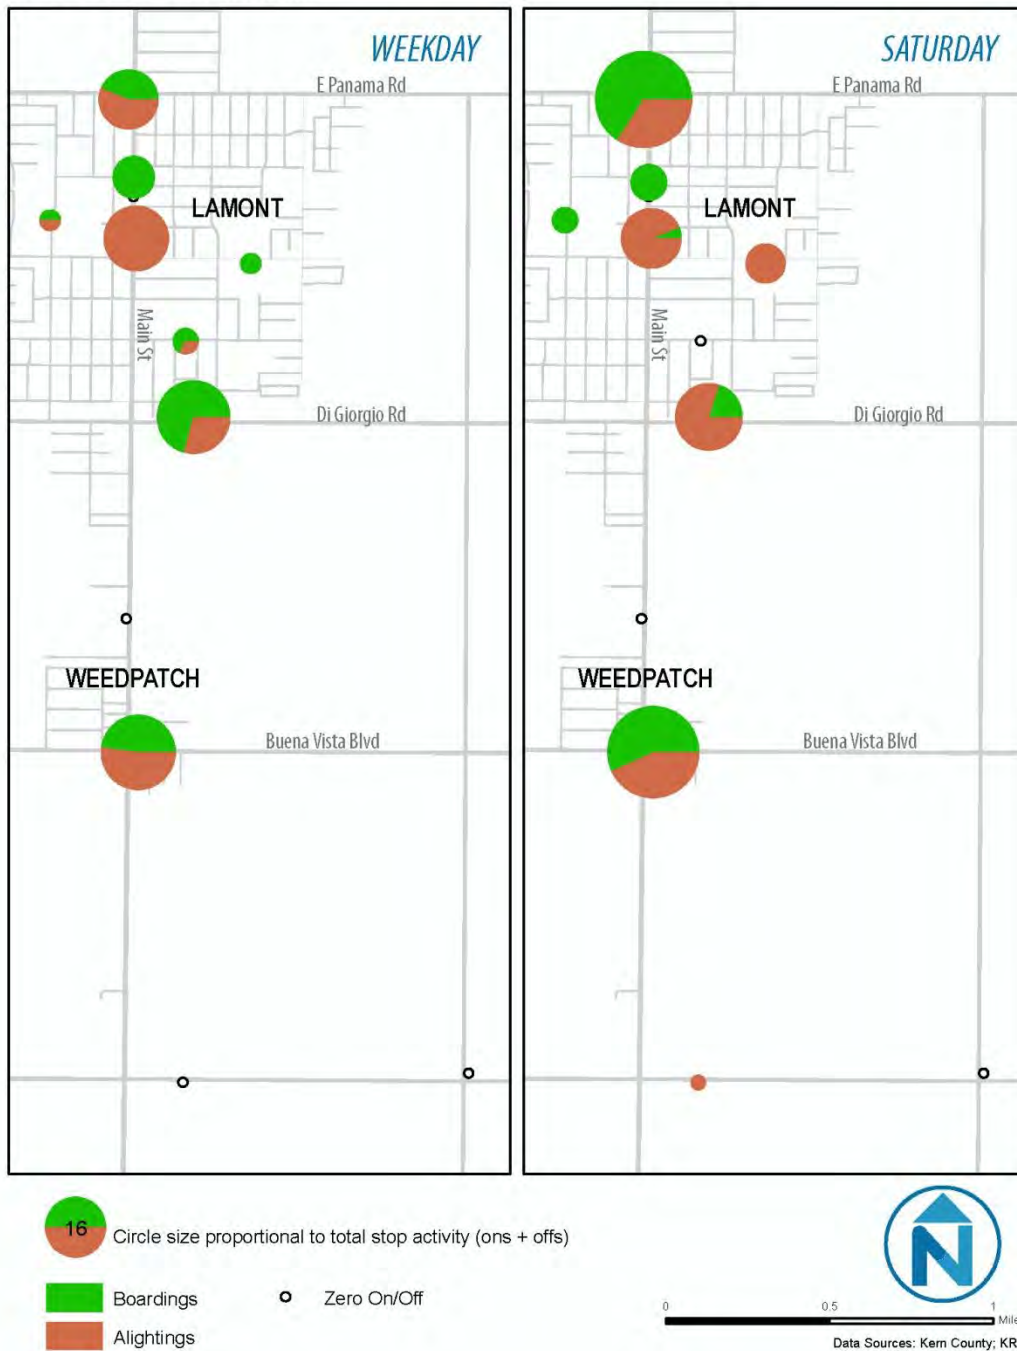 WEEKDAY
E Panama Rd
LAMONT
Main St
Di Giorgio Rd
WEEDPATCH
Buena Vista Blvd
SATURDAY
E Panama Rd
LAMONT
Main St
Di Giorgio Rd
WEEDPATCH
Buena Vista Blvd
16 Circle size proportional to total stop activity (ons + offs)
Boardings Zero On/Off
Alightings
N
0 0.5 1
Mile
Data Sources: Kern County; KR